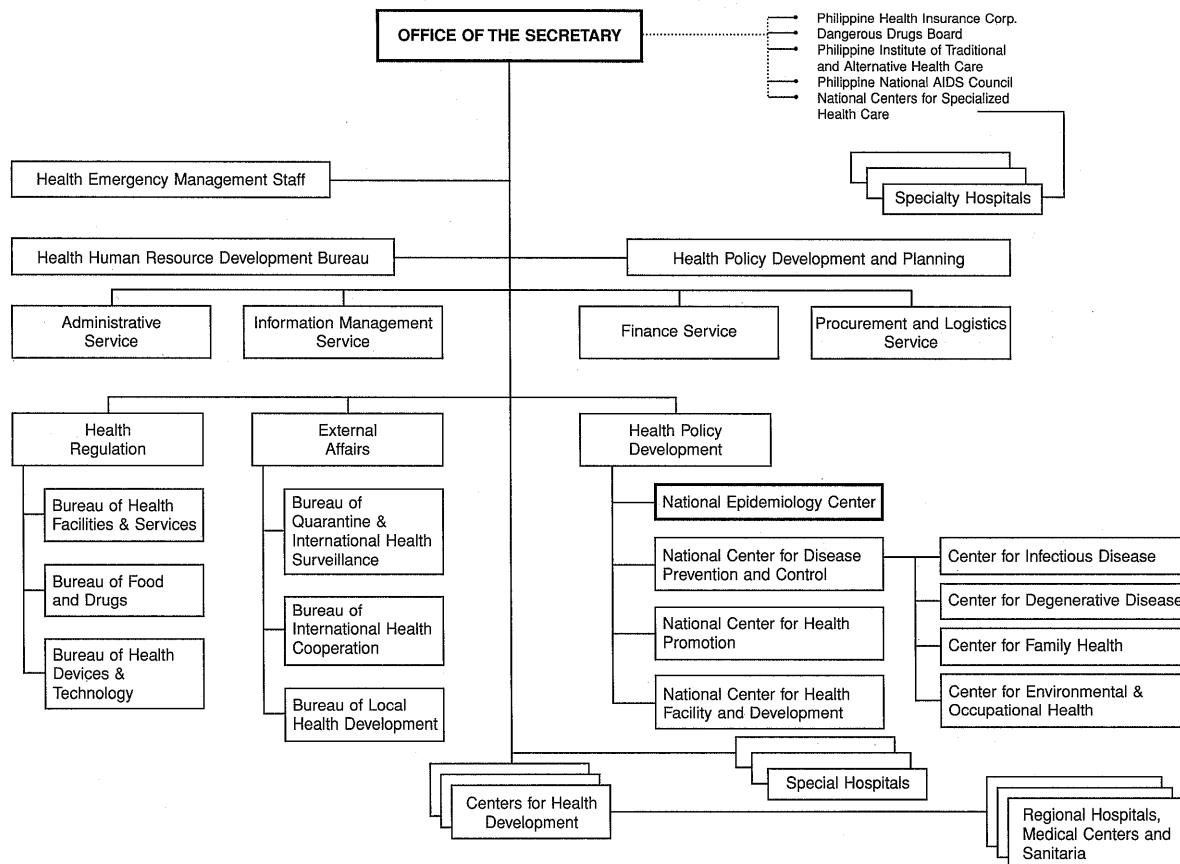 OFFICE OF THE SECRETARY
Philippine Health Insurance Corp.
Dangerous Drugs Board
Philippine Institute of Traditional
and Alternative Health Care
Philippine National AIDS Council
National Centers for Specialized
Health Care
Specialty Hospitals
Health Emergency Management Staff
Health Human Resource Development Bureau
Health Policy Development and Planning
Administrative
Service
Information Management
Service
Finance Service
Procurement and Logistics
Service
Health
Regulation
External
Affairs
Health Policy
Development
Bureau of Health
Facilities & Services
Bureau of Food
and Drugs
Bureau of Health
Devices &
Technology
Bureau of
Quarantine &
International Health
Surveillance
Bureau of
International Health
Cooperation
Bureau of Local
Health Development
National Epidemiology Center
National Center for Disease
Prevention and Control
National Center for Health
Promotion
National Center for Health
Facility and Development
Center for Infectious Disease
Center for Degenerative Disease
Center for Family Health
Center for Environmental &
Occupational Health
Special Hospitals
Centers for Health
Development
Regional Hospitals,
Medical Centers and
Sanitaria